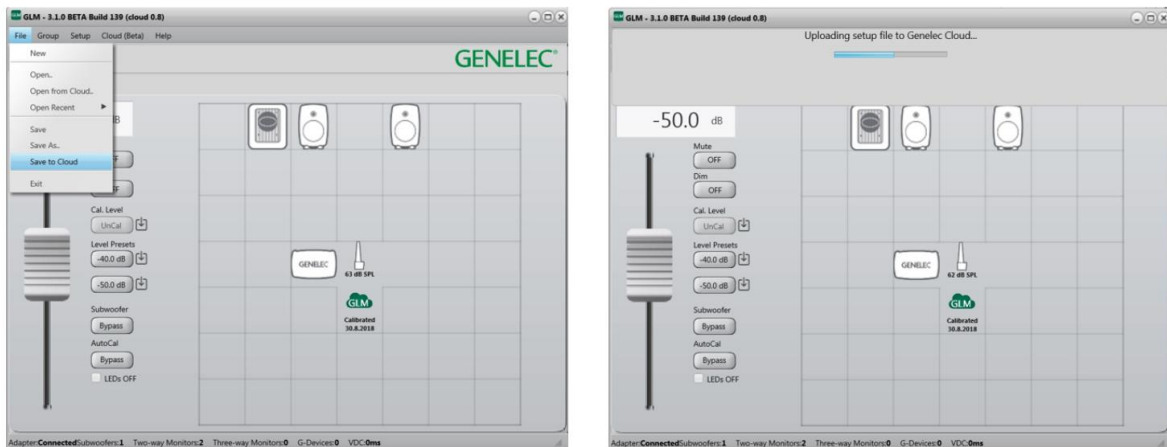 GLM - 3.1.0 BETA Build 139 (cloud 0.8)
File Group Setup Cloud (Beta) Help
New
Open..
Open from Cloud..
Open Recent
Save
Save As..
Save to Cloud
Exit
GENELEC®
UnCal
Cal. Level
Level Presets
-40.0 dB
-50.0 dB
Subwoofer
Bypass
AutoCal
Bypass
LEDs OFF
GENELEC
63 dB SPL
GLM
Calibrated
30.8.2018
Adapter:Connected Subwoofers:1 Two-way Monitors:2 Three-way Monitors:0 G-Devices:0 VDC:0ms
GLM - 3.1.0 BETA Build 139 (cloud 0.8)
Uploading setup file to Genelec Cloud...
-50.0 dB
Mute
OFF
Dim
OFF
Cal. Level
UnCal
Level Presets
-40.0 dB
-50.0 dB
Subwoofer
Bypass
AutoCal
Bypass
LEDs OFF
GENELEC
62 dB SPL
GLM
Calibrated
30.8.2018
Adapter:Connected Subwoofers:1 Two-way Monitors:2 Three-way Monitors:0 G-Devices:0 VDC:0ms